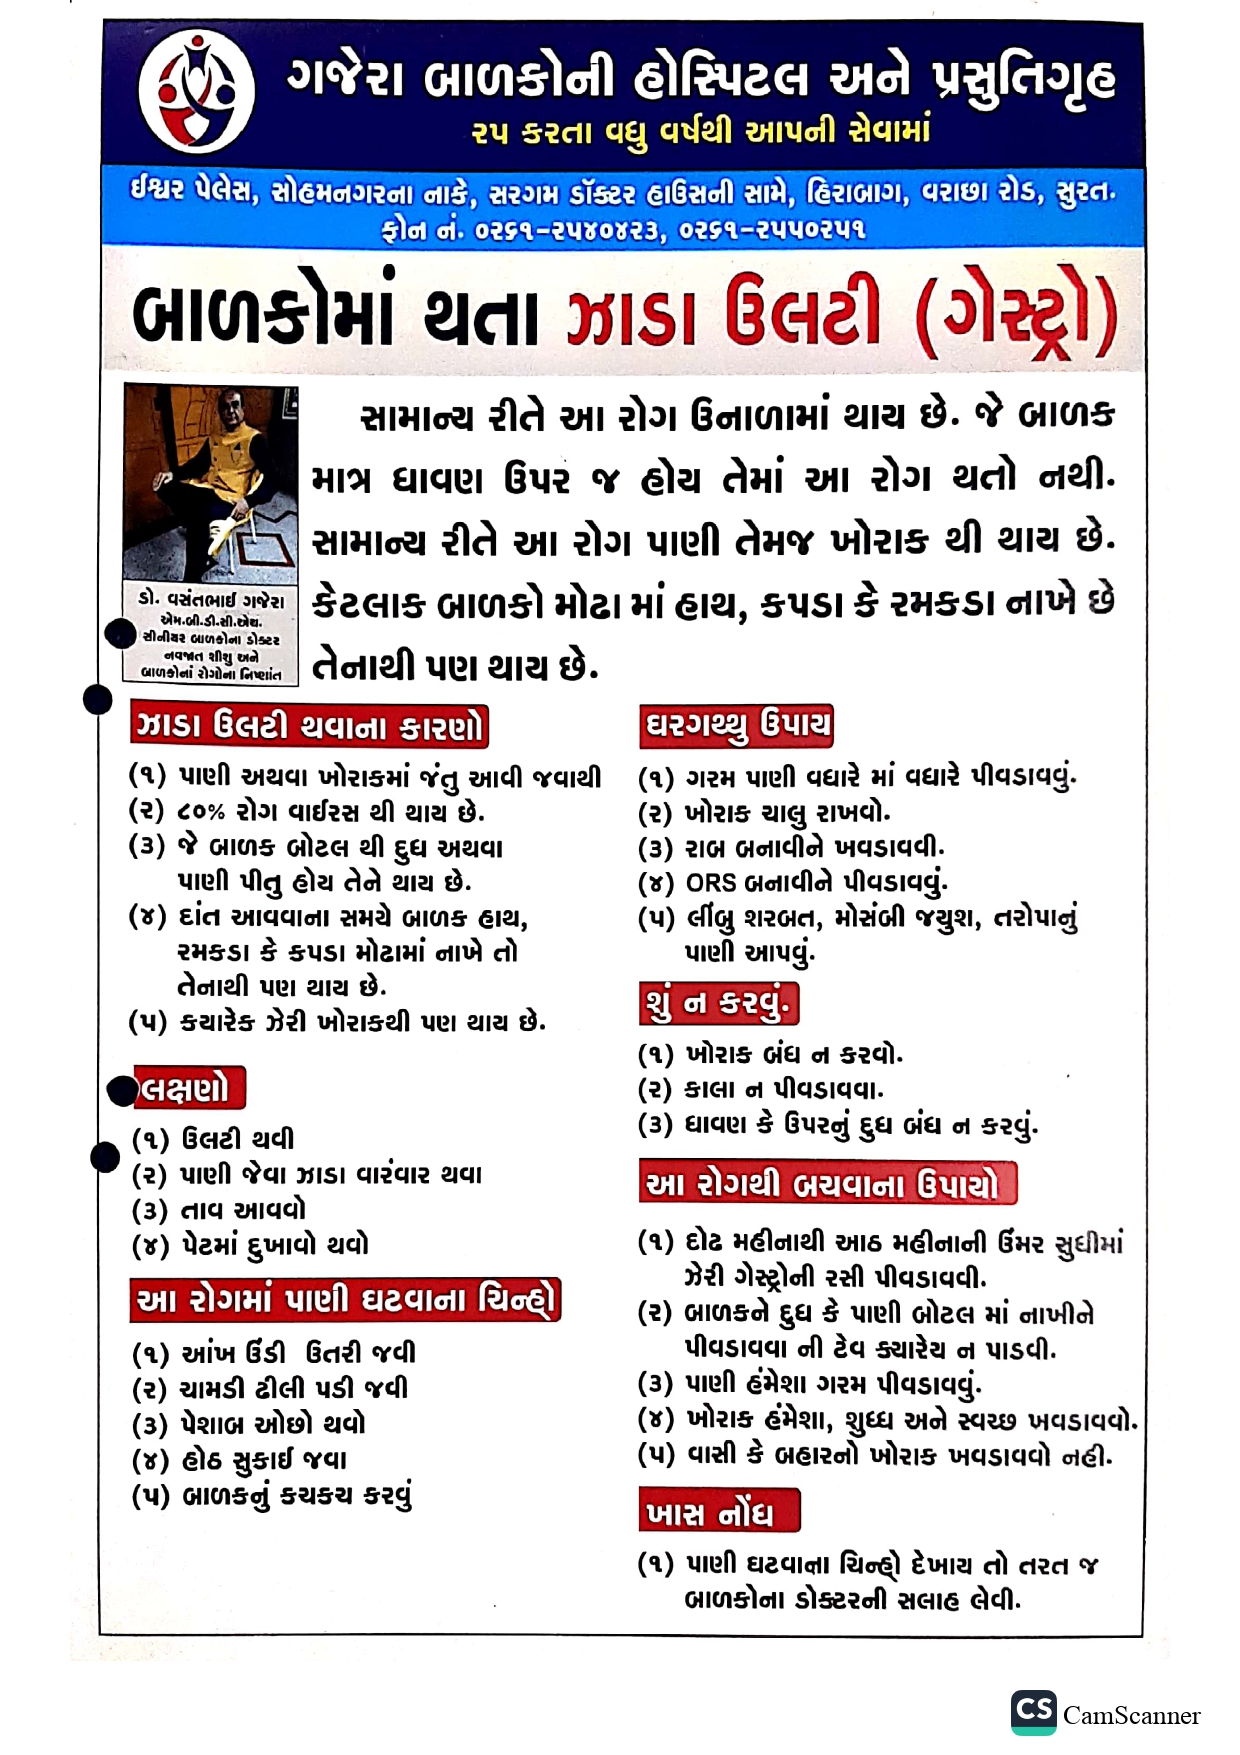 ગજેરા બાળકોની હોસ્પિટલ અને પ્રસુતિગૃહ
૨૫ કરતા વધુ વર્ષથી આપની સેવામાં
ઈશ્વર પેલેસ, સોહમનગરના નાકે, સરગમ ડૉક્ટર હાઉસની સામે, હિરાબાગ, વરાછા રોડ, સુરત.
ફોન નં. ૦૨૬૧-૨૫૪૦૪૨૩, ૦૨૬૧-૨૫૫૦૨૫૧
બાળકોમાં થતા ઝાડા ઉલટી (ગેસ્ટ્રો)
સામાન્ય રીતે આ રોગ ઉનાળામાં થાય છે. જે બાળક
માત્ર ધાવણ ઉપર જ હોય તેમાં આ રોગ થતો નથી.
સામાન્ય રીતે આ રોગ પાણી તેમજ ખોરાક થી થાય છે.
કેટલાક બાળકો મોઢા માં હાથ, કપડા કે રમકડા નાખે છે
તેનાથી પણ થાય છે.
ડો. વસંતભાઈ ગજેરા
એમ.બી.ડી.સી.એચ.
સીનીયર બાળકોના ડોક્ટર
નવજાત શીશુ અને
બાળકોનાં રોગોના નિષ્ણાંત
ઝાડા ઉલટી થવાના કારણો
(૧) પાણી અથવા ખોરાકમાં જંતુ આવી જવાથી
(૨) ૮૦% રોગ વાઈરસ થી થાય છે.
(૩) જે બાળક બોટલ થી દુધ અથવા
પાણી પીતુ હોય તેને થાય છે.
(૪) દાંત આવવાના સમયે બાળક હાથ,
રમકડા કે કપડા મોઢામાં નાખે તો
તેનાથી પણ થાય છે.
(૫) કયારેક ઝેરી ખોરાકથી પણ થાય છે.
લક્ષણો
(૧) ઉલટી થવી
(૨) પાણી જેવા ઝાડા વારંવાર થવા
(૩) તાવ આવવો
(૪) પેટમાં દુખાવો થવો
આ રોગમાં પાણી ઘટવાના ચિન્હો
(૧) આંખ ઉંડી ઉતરી જવી
(૨) ચામડી ઢીલી પડી જવી
(૩) પેશાબ ઓછો થવો
(૪) હોઠ સુકાઈ જવા
(૫) બાળકનું કચકચ કરવું
ઘરગથ્થુ ઉપાય
(૧) ગરમ પાણી વધારે માં વધારે પીવડાવવું.
(૨) ખોરાક ચાલુ રાખવો.
(૩) રાબ બનાવીને ખવડાવવી.
(૪) ORS બનાવીને પીવડાવવું.
(૫) લીંબુ શરબત, મોસંબી જયુશ, તરોપાનું
પાણી આપવું.
શું ન કરવું.
(૧) ખોરાક બંધ ન કરવો.
(૨) કાલા ન પીવડાવવા.
(૩) ધાવણ કે ઉપરનું દુધ બંધ ન કરવું.
આ રોગથી બચવાના ઉપાયો
(૧) દોઢ મહીનાથી આઠ મહીનાની ઉંમર સુધીમાં
ઝેરી ગેસ્ટ્રોની રસી પીવડાવવી.
(૨) બાળકને દુધ કે પાણી બોટલ માં નાખીને
પીવડાવવા ની ટેવ ક્યારેય ન પાડવી.
(૩) પાણી હંમેશા ગરમ પીવડાવવું.
(૪) ખોરાક હંમેશા, શુધ્ધ અને સ્વચ્છ ખવડાવવો.
(૫) વાસી કે બહારનો ખોરાક ખવડાવવો નહી.
ખાસ નોંધ
(૧) પાણી ઘટવાના ચિન્હો દેખાય તો તરત જ
બાળકોના ડોકટરની સલાહ લેવી.
CS CamScanner